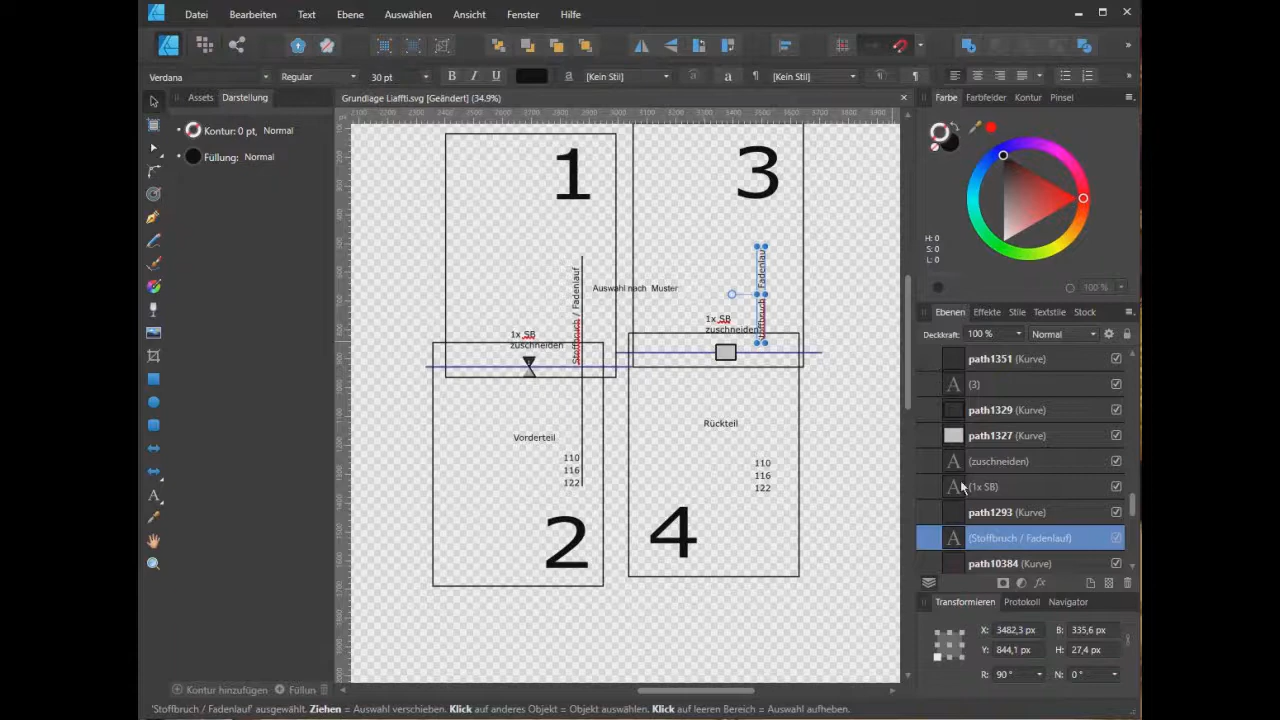 Datei Bearbeiten Text Ebene Auswählen Ansicht Fenster Hilfe
Verdana Regular 30 pt B I U a [Kein Stil] a a ¶ [Kein Stil] ¶ ¶
Assets Darstellung
Grundlage Liaffti.svg [Geändert] (34.9%)
Farbe Farbfelder Kontur Pinsel
Kontur: 0 pt, Normal
Füllung: Normal
1
3
H: 0
S: 0
L: 0
100 %
Stoffbruch / Fadenlauf
Auswahl nach Muster
Stoffbruch Fadenlau
1x SB
zuschneiden
1x SB
zuschneiden
Vorderteil
110
116
122
Rückteil
110
116
122
2
4
Ebenen Effekte Stile Textstile Stock
Deckkraft: 100 % Normal
path1351 (Kurve)
A (3)
path1329 (Kurve)
path1327 (Kurve)
A (zuschneiden)
A (1x SB)
path1293 (Kurve)
A (Stoffbruch / Fadenlauf)
path10384 (Kurve)
fx
Transformieren Protokoll Navigator
X: 3482,3 px B: 335,6 px
Y: 844,1 px H: 27,4 px
R: 90 ° N: 0 °
Kontur hinzufügen Füllun
'Stoffbruch / Fadenlauf' ausgewählt. Ziehen = Auswahl verschieben. Klick auf anderes Objekt = Objekt auswählen. Klick auf leeren Bereich = Auswahl aufheben.